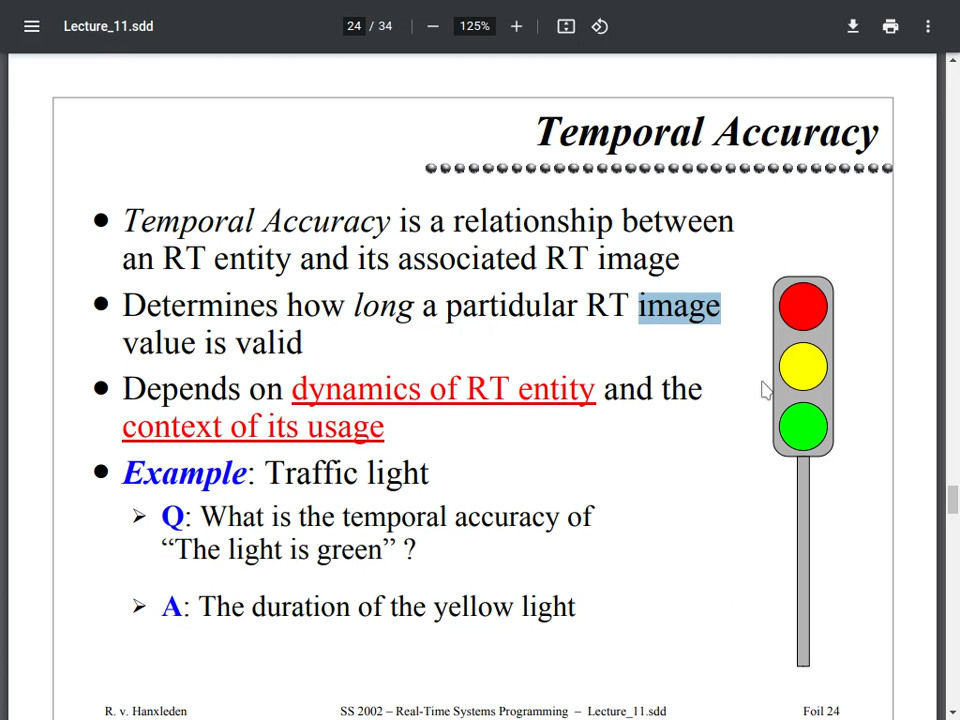 Lecture_11.sdd
24 / 34
125%
Temporal Accuracy
● Temporal Accuracy is a relationship between
an RT entity and its associated RT image
● Determines how long a partidular RT image
value is valid
● Depends on dynamics of RT entity and the
context of its usage
● Example: Traffic light
➢ Q: What is the temporal accuracy of
“The light is green” ?
➢ A: The duration of the yellow light
R. v. Hanxleden
SS 2002 – Real-Time Systems Programming – Lecture_11.sdd
Foil 24